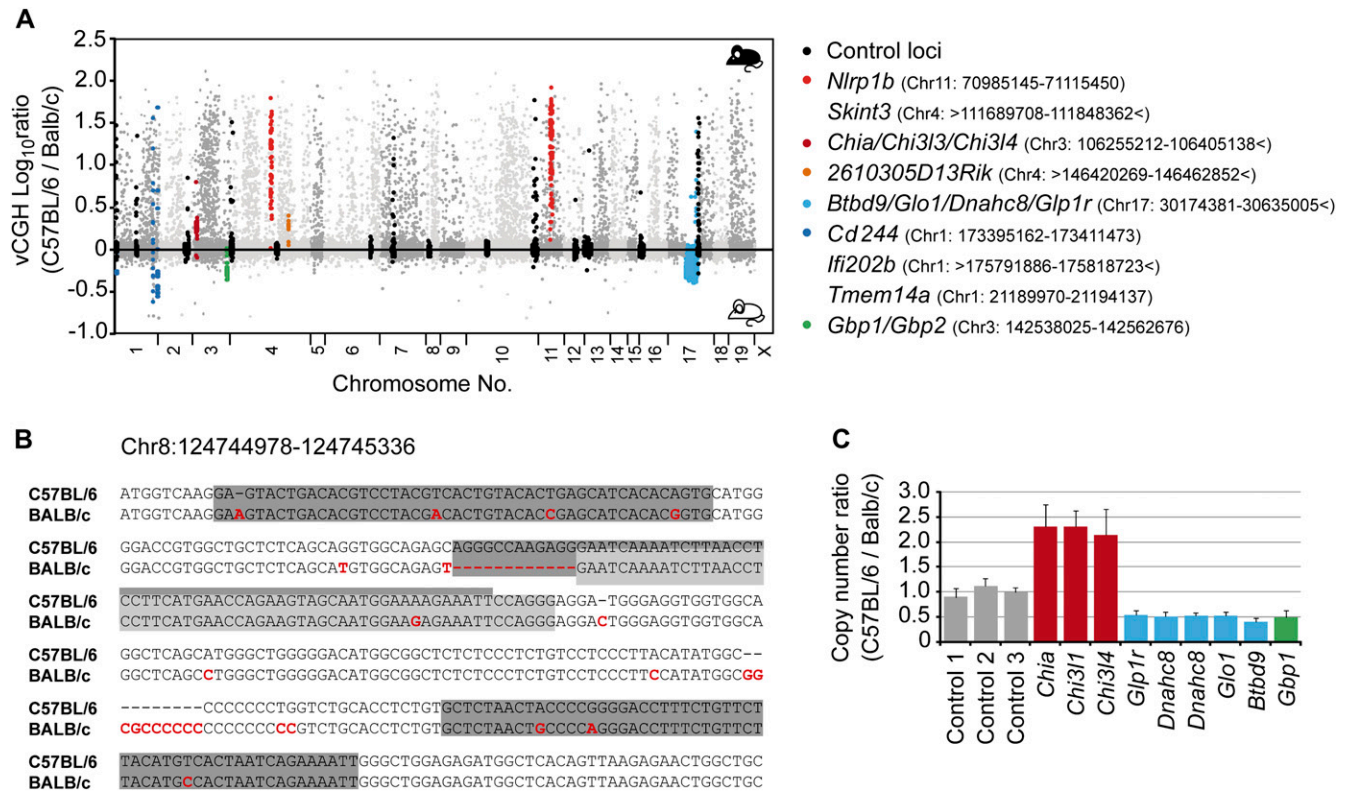 A
vCGH Log10ratio
(C57BL/6 / Balb/c)
2.5
2.0
1.5
1.0
0.5
0
-0.5
-1.0
1 2 3 4 5 6 7 8 9 10 11 12 13 14 15 16 17 18 19 X
Chromosome No.
Control loci
Nlrp1b (Chr11: 70985145-71115450)
Skint3 (Chr4: >111689708-111848362<)
Chia/Chi3l3/Chi3l4 (Chr3: 106255212-106405138<)
2610305D13Rik (Chr4: >146420269-146462852<)
Btbd9/Glo1/Dnahc8/Glp1r (Chr17: 30174381-30635005<)
Cd244 (Chr1: 173395162-173411473)
Ifi202b (Chr1: >175791886-175818723<)
Tmem14a (Chr1: 21189970-21194137)
Gbp1/Gbp2 (Chr3: 142538025-142562676)
B
Chr8:124744978-124745336
C57BL/6 ATGGTCAAGGA-GTACTGACACGTCCTACGTCACTGTACACTGAGCATCACACAGTGCATGG
BALB/c ATGGTCAAGGAAGTACTGACACGTCCTACGACACTGTACACCGAGCATCACACGGTGCATGG
C57BL/6 GGACCGTGGCTGCTCTCAGCAGGTGGCAGAGCAGGGCCAAGAGGGAATCAAAATCTTAACCT
BALB/c GGACCGTGGCTGCTCTCAGCATGTGGCAGAGT------------GAATCAAAATCTTAACCT
C57BL/6 CCTTCATGAACCAGAAGTAGCAATGGAAAAGAAATTCCAGGGAGGA-TGGGAGGTGGTGGCA
BALB/c CCTTCATGAACCAGAAGTAGCAATGGAAGAGAAATTCCAGGGAGGACTGGGAGGTGGTGGCA
C57BL/6 GGCTCAGCATGGGCTGGGGGACATGGCGGCTCTCTCCCTCTGTCCTCCCTTACATATGGC--
BALB/c GGCTCAGCCTGGGCTGGGGGACATGGCGGCTCTCTCCCTCTGTCCTCCCTTCCATATGGCGG
C57BL/6 --------CCCCCCCTGGTCTGCACCTCTGTGCTCTAACTACCCCGGGGACCTTTCTGTTCT
BALB/c CGCCCCCCCCCCCCCCCGTCTGCACCTCTGTGCTCTAACTGCCCCAGGGACCTTTCTGTTCT
C57BL/6 TACATGTCACTAATCAGAAAATTGGGCTGGAGAGATGGCTCACAGTTAAGAGAACTGGCTGC
BALB/c TACATGCCACTAATCAGAAAATTGGGCTGGAGAGATGGCTCACAGTTAAGAGAACTGGCTGC
C
Copy number ratio
(C57BL/6 / Balb/c)
3.0
2.5
2.0
1.5
1.0
0.5
0
Control 1
Control 2
Control 3
Chia
Chi3l1
Chi3l4
Glp1r
Dnahc8
Dnahc8
Glo1
Btbd9
Gbp1